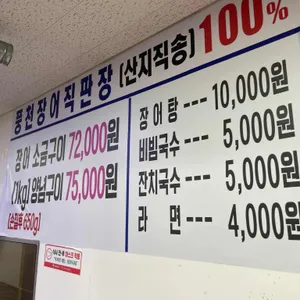 풍천장어직판장 (산지직송) 100%
장어 소금구이 72,000원
(1kg) 양념구이 75,000원
(손질후 650g)
장어탕 --- 10,000원
비빔국수 --- 5,000원
잔치국수 --- 5,000원
라면 --- 4,000원